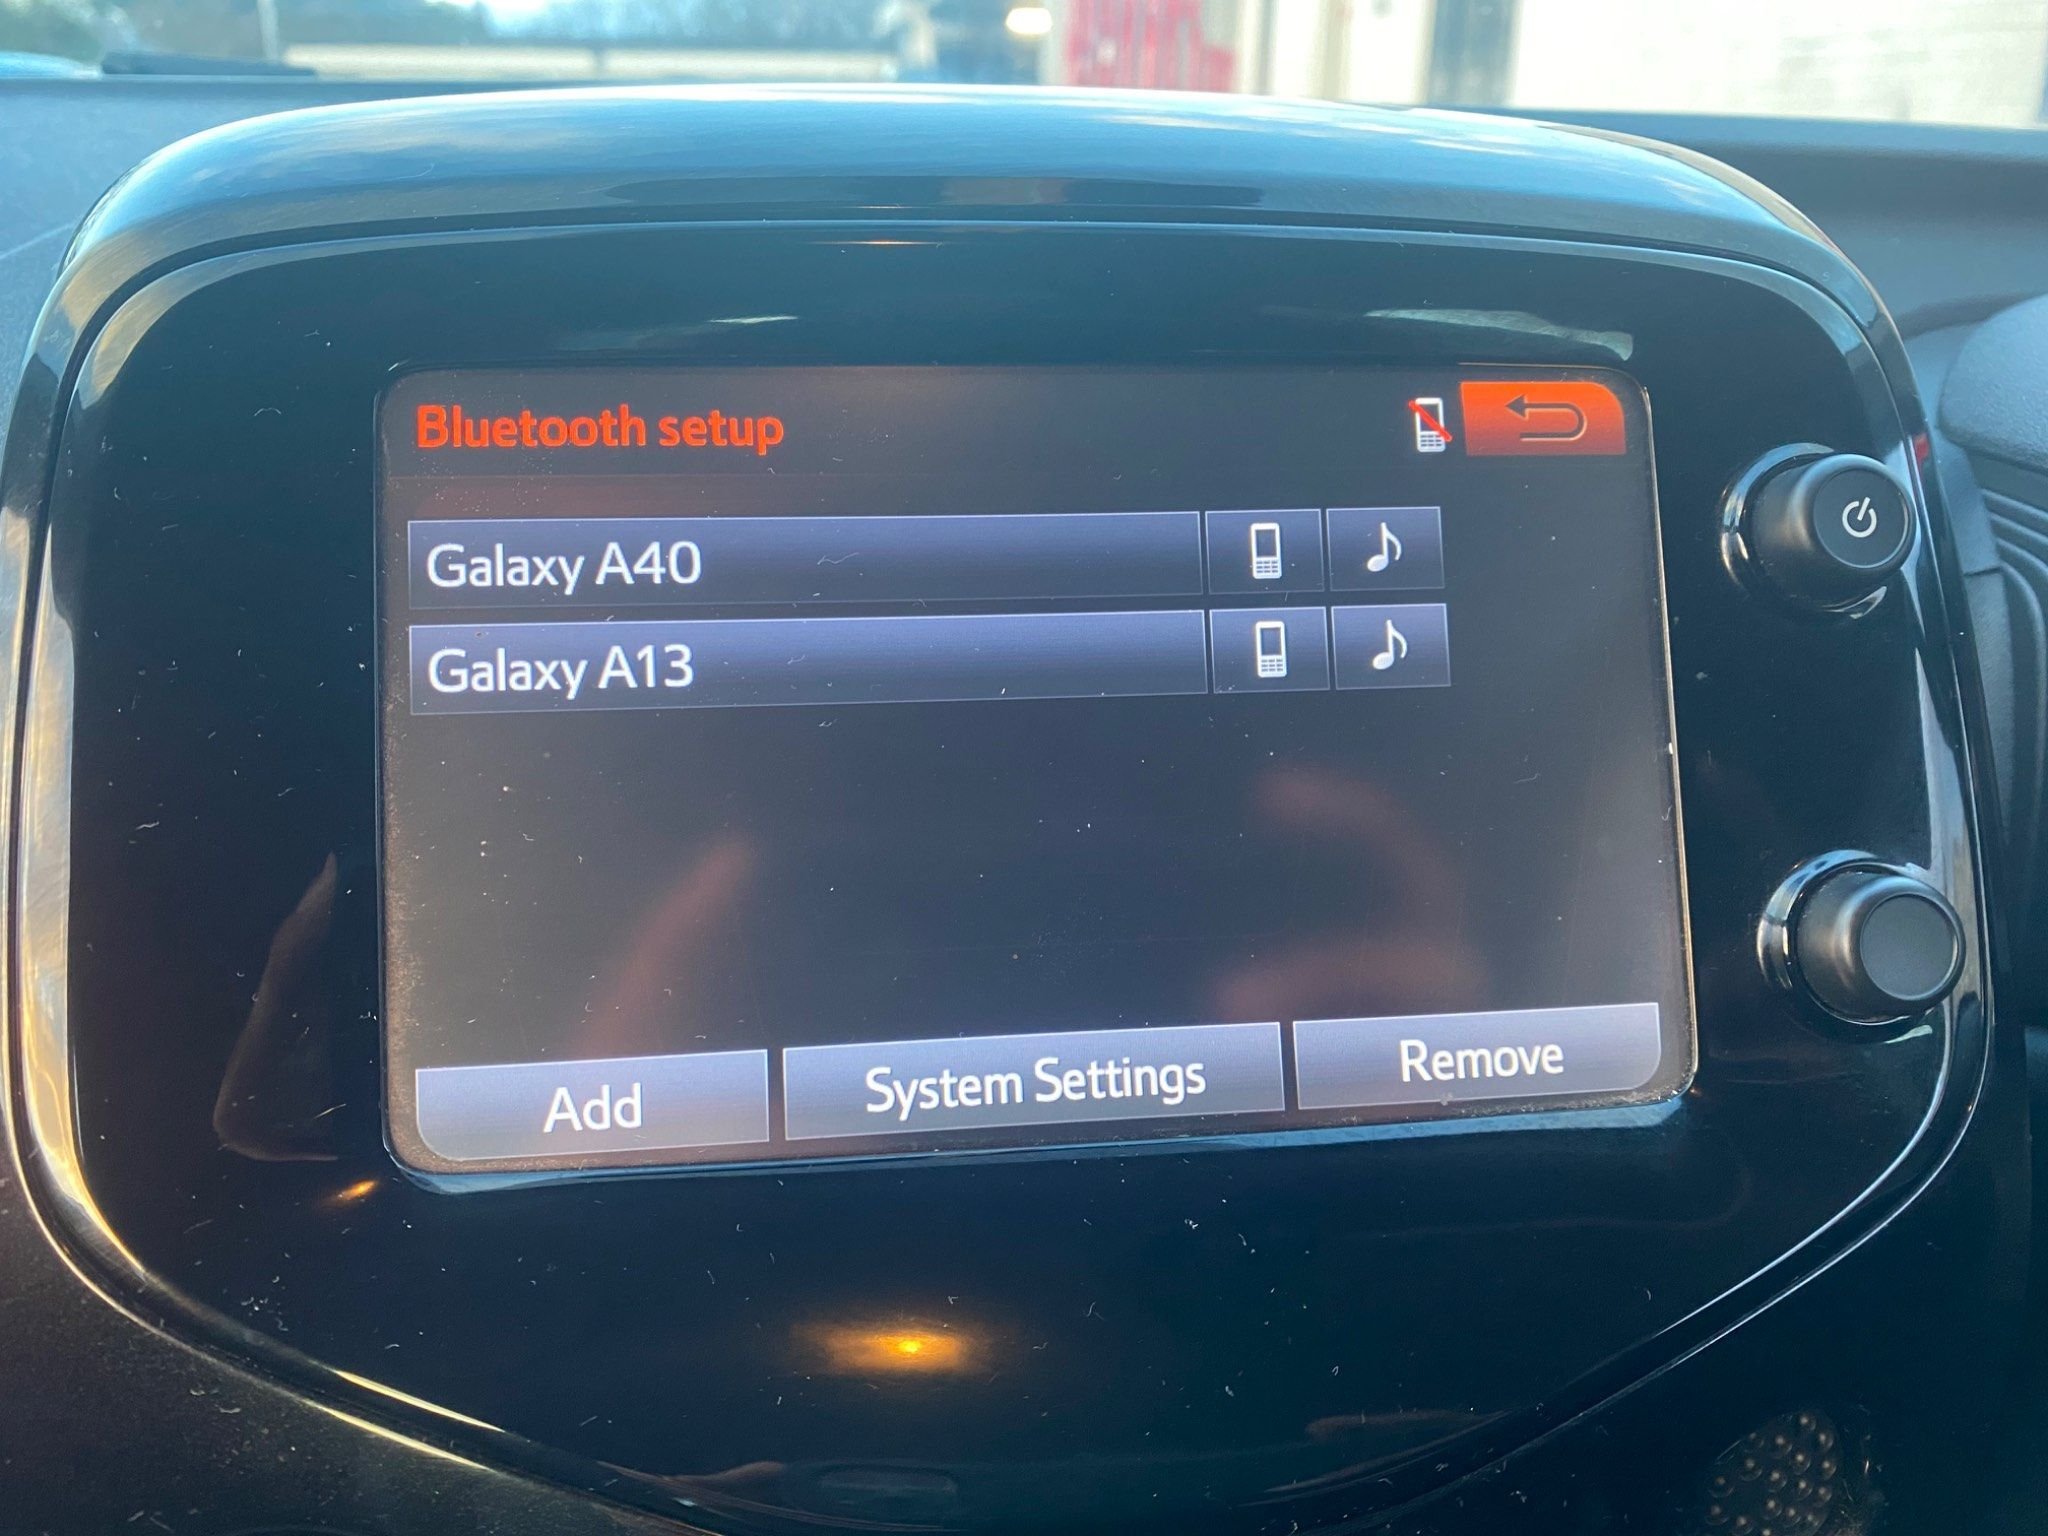 Bluetooth setup
Galaxy A40
Galaxy A13
Add
System Settings
Remove